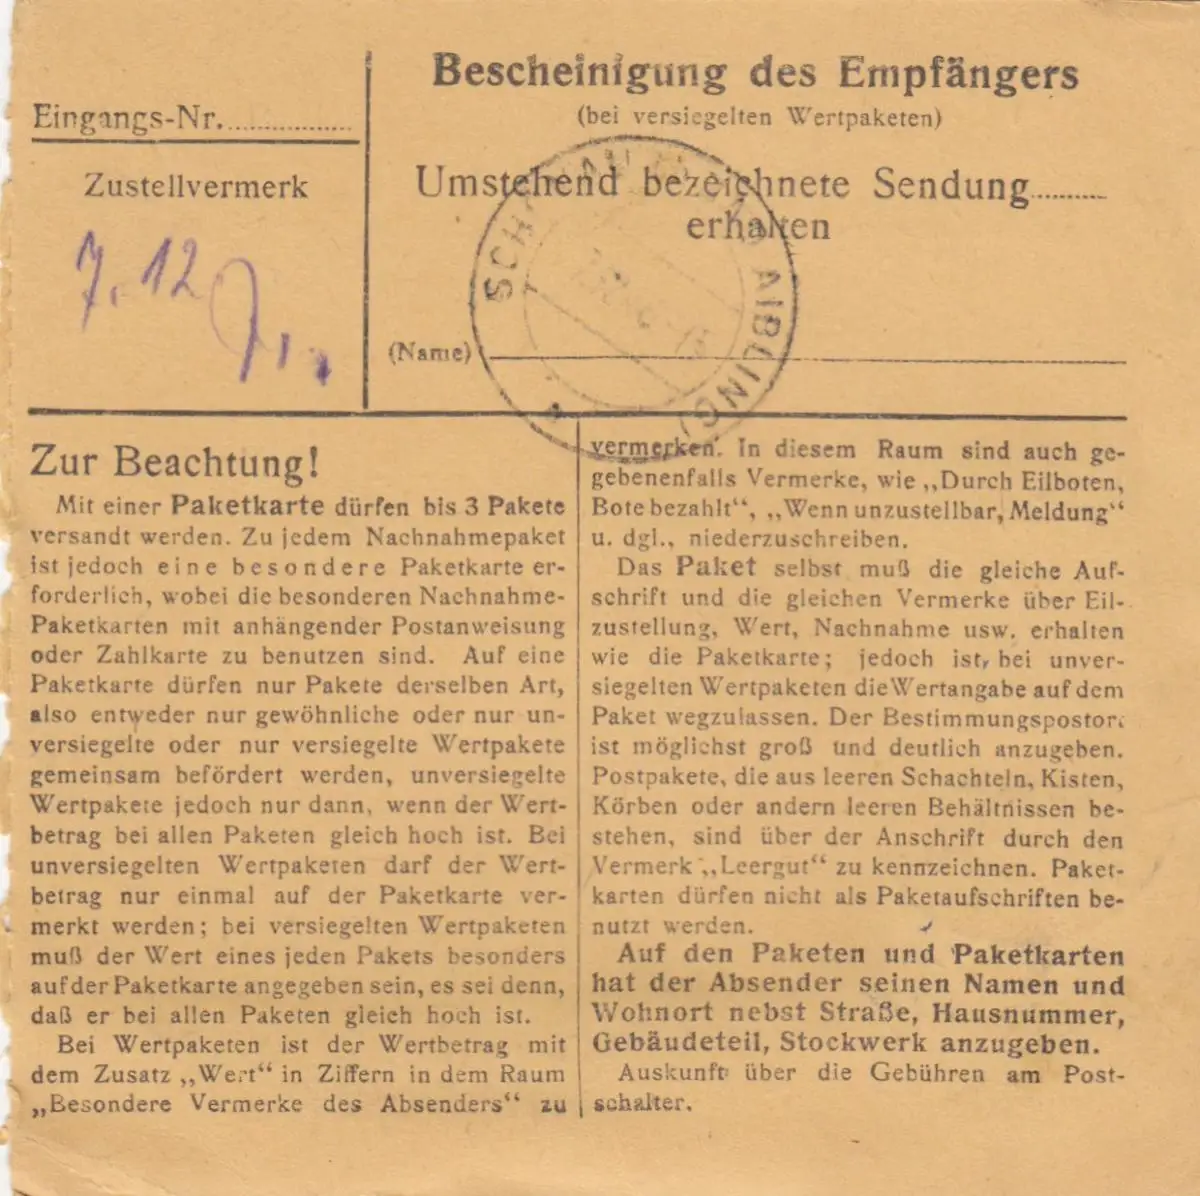 Eingangs-Nr.
Zustellvermerk
7. 12
Bescheinigung des Empfängers
(bei versiegelten Wertpaketen)
Umstehend bezeichnete Sendung
erhalten
(Name)
AIBLING)
Zur Beachtung!
Mit einer Paketkarte dürfen bis 3 Pakete
versandt werden. Zu jedem Nachnahmepaket
ist jedoch eine besondere Paketkarte er-
forderlich, wobei die besonderen Nachnahme-
Paketkarten mit anhängender Postanweisung
oder Zahlkarte zu benutzen sind. Auf eine
Paketkarte dürfen nur Pakete derselben Art,
also entweder nur gewöhnliche oder nur un-
versiegelte oder nur versiegelte Wertpakete
gemeinsam befördert werden, unversiegelte
Wertpakete jedoch nur dann, wenn der Wert-
betrag bei allen Paketen gleich hoch ist. Bei
unversiegelten Wertpaketen darf der Wert-
betrag nur einmal auf der Paketkarte ver-
merkt werden; bei versiegelten Wertpaketen
muß der Wert eines jeden Pakets besonders
auf der Paketkarte angegeben sein, es sei denn,
daß er bei allen Paketen gleich hoch ist.
Bei Wertpaketen ist der Wertbetrag mit
dem Zusatz „Wert“ in Ziffern in dem Raum
„Besondere Vermerke des Absenders“ zu
vermerken. In diesem Raum sind auch ge-
gebenenfalls Vermerke, wie „Durch Eilboten,
Bote bezahlt“, „Wenn unzustellbar, Meldung“
u. dgl., niederzuschreiben.
Das Paket selbst muß die gleiche Auf-
schrift und die gleichen Vermerke über Eil-
zustellung, Wert, Nachnahme usw. erhalten
wie die Paketkarte; jedoch ist, bei unver-
siegelten Wertpaketen die Wertangabe auf dem
Paket wegzulassen. Der Bestimmungspostort
ist möglichst groß und deutlich anzugeben.
Postpakete, die aus leeren Schachteln, Kisten,
Körben oder andern leeren Behältnissen be-
stehen, sind über der Anschrift durch den
Vermerk „Leergut“ zu kennzeichnen. Paket-
karten dürfen nicht als Paketaufschriften be-
nutzt werden.
Auf den Paketen und Paketkarten
hat der Absender seinen Namen und
Wohnort nebst Straße, Hausnummer,
Gebäudeteil, Stockwerk anzugeben.
Auskunft über die Gebühren am Post-
schalter.